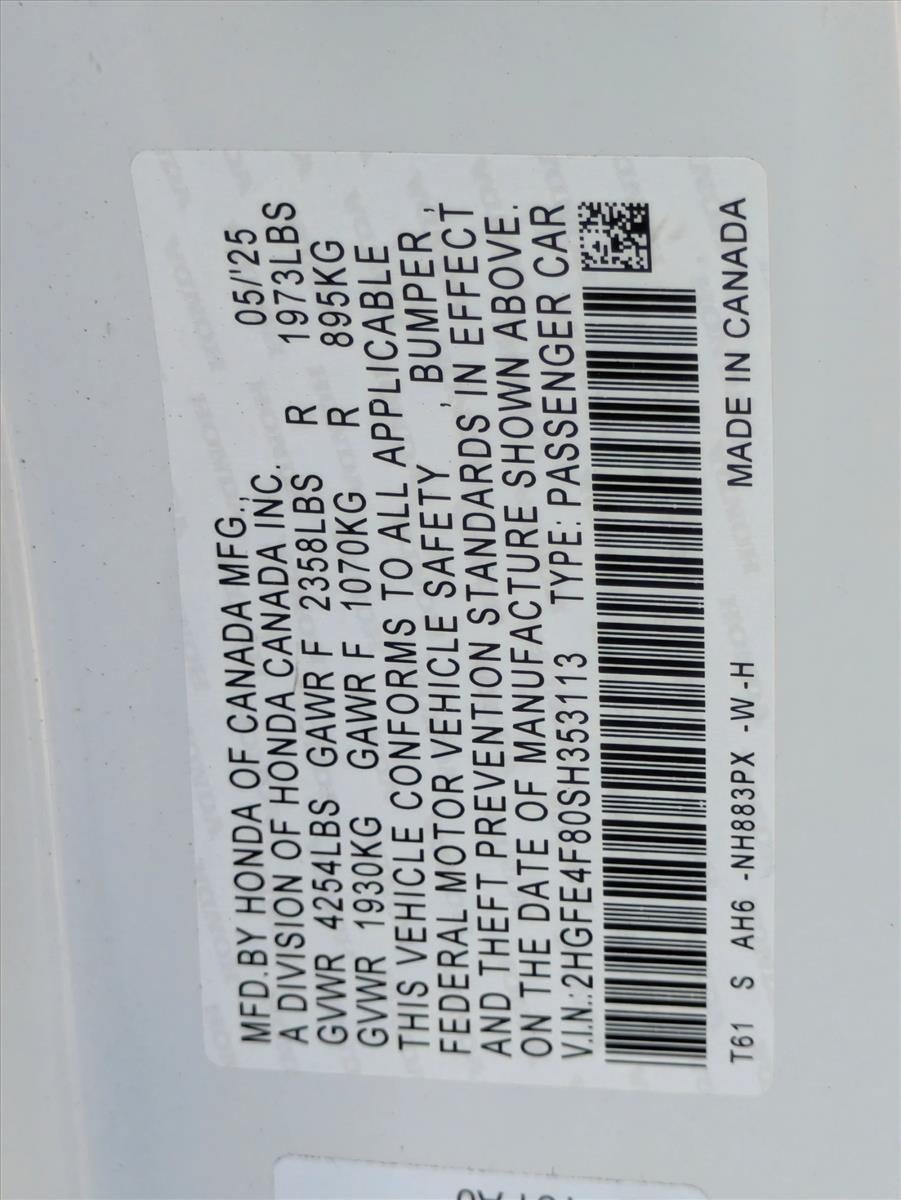 MFD.BY HONDA OF CANADA MFG., 05/'25
A DIVISION OF HONDA CANADA INC.
GVWR 4254LBS GAWR F 2358LBS R 1973LBS
GVWR 1930KG GAWR F 1070KG R 895KG
THIS VEHICLE CONFORMS TO ALL APPLICABLE
FEDERAL MOTOR VEHICLE SAFETY , BUMPER ,
AND THEFT PREVENTION STANDARDS IN EFFECT
ON THE DATE OF MANUFACTURE SHOWN ABOVE.
V.I.N.:2HGFE4F80SH353113 TYPE: PASSENGER CAR
T61 S AH6 -NH883PX -W -H MADE IN CANADA